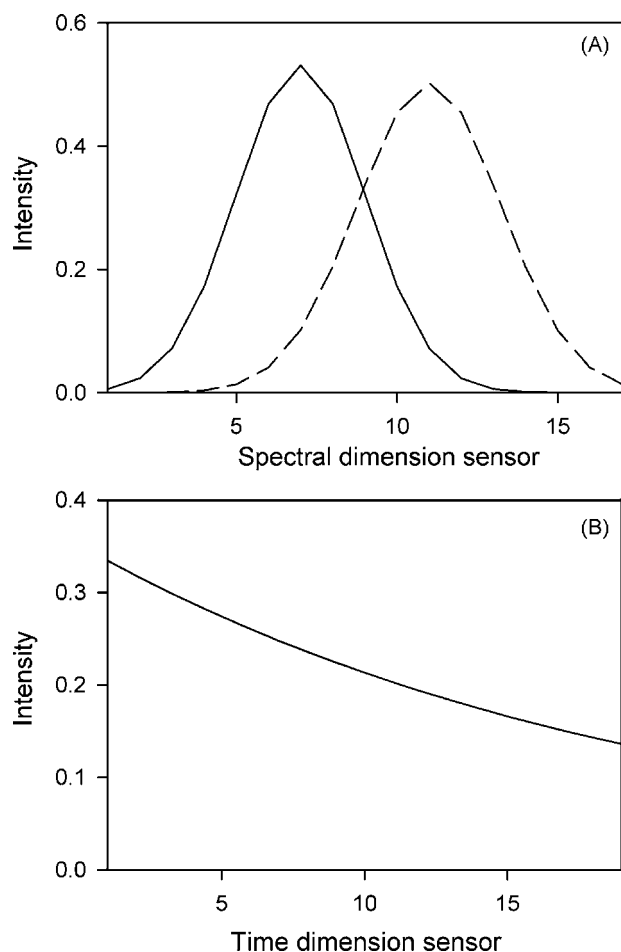 0.6
(A)
0.4
Intensity
0.2
0.0
5 10 15
Spectral dimension sensor
0.4
(B)
0.3
Intensity
0.2
0.1
0.0
5 10 15
Time dimension sensor